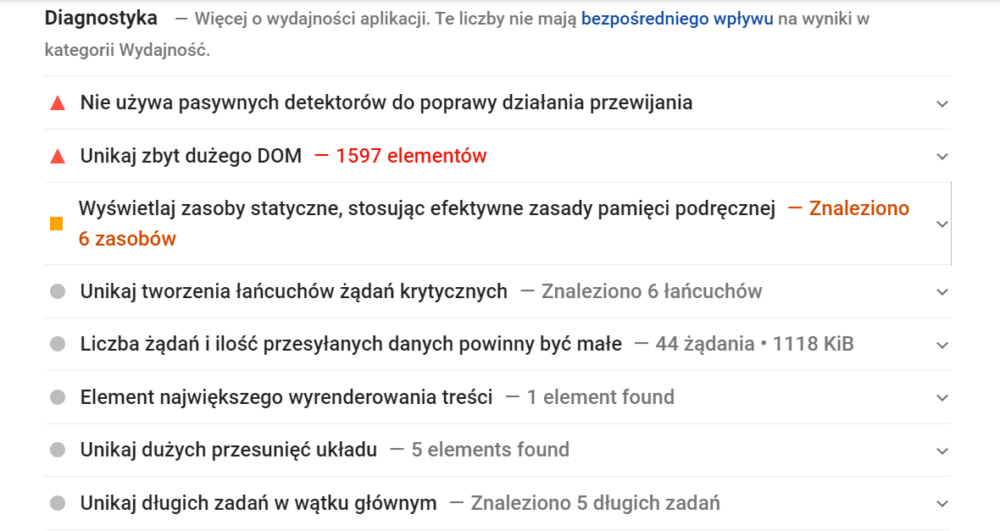 Diagnostyka — Więcej o wydajności aplikacji. Te liczby nie mają bezpośredniego wpływu na wyniki w
kategorii Wydajność.
Nie używa pasywnych detektorów do poprawy działania przewijania
Unikaj zbyt dużego DOM — 1597 elementów
Wyświetlaj zasoby statyczne, stosując efektywne zasady pamięci podręcznej — Znaleziono
6 zasobów
Unikaj tworzenia łańcuchów żądań krytycznych — Znaleziono 6 łańcuchów
Liczba żądań i ilość przesyłanych danych powinny być małe — 44 żądania • 1118 KiB
Element największego wyrenderowania treści — 1 element found
Unikaj dużych przesunięć układu — 5 elements found
Unikaj długich zadań w wątku głównym — Znaleziono 5 długich zadań